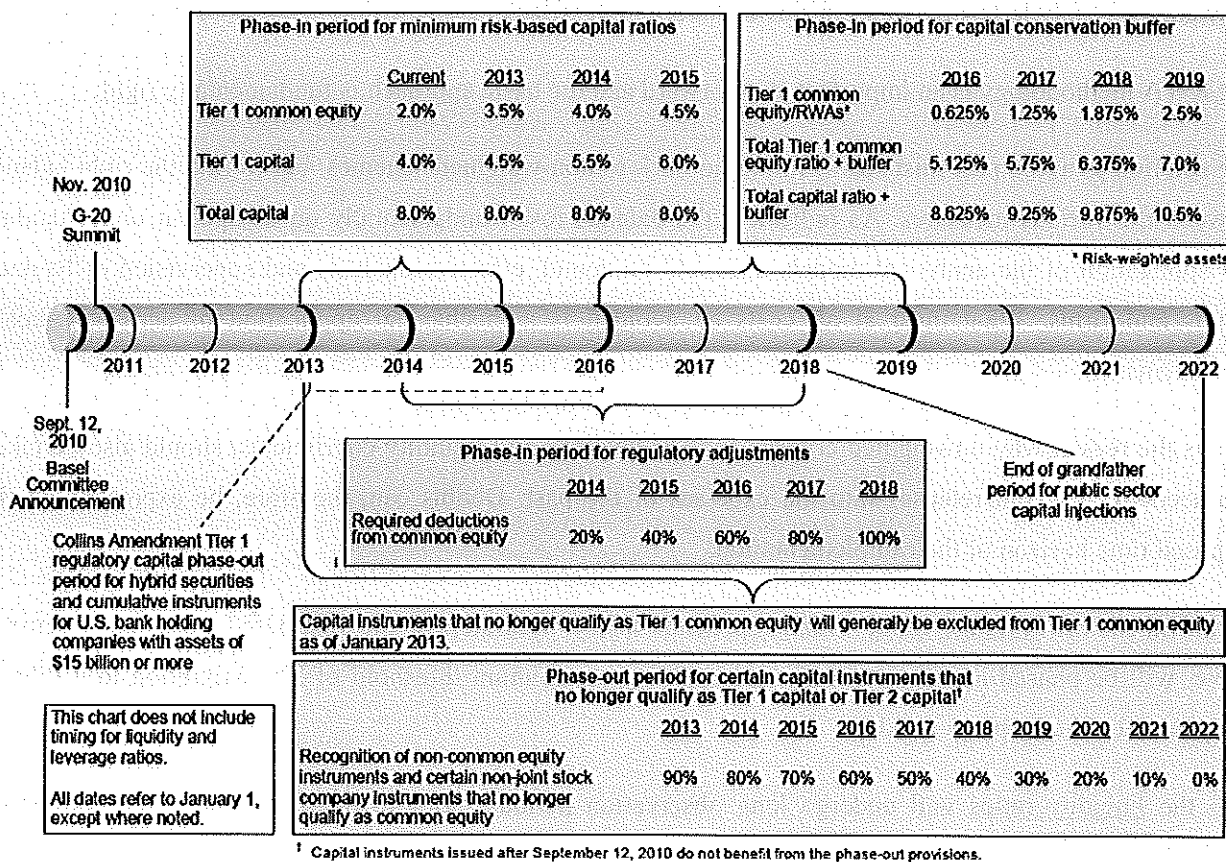 Phase-in period for minimum risk-based capital ratios
Current 2013 2014 2015
Tier 1 common equity 2.0% 3.5% 4.0% 4.5%
Tier 1 capital 4.0% 4.5% 5.5% 6.0%
Total capital 8.0% 8.0% 8.0% 8.0%
Phase-in period for capital conservation buffer
2016 2017 2018 2019
Tier 1 common
equity/RWAs* 0.625% 1.25% 1.875% 2.5%
Total Tier 1 common
equity ratio + buffer 5.125% 5.75% 6.375% 7.0%
Total capital ratio +
buffer 8.625% 9.25% 9.875% 10.5%
* Risk-weighted assets
Nov. 2010
G-20
Summit
2011 2012 2013 2014 2015 2016 2017 2018 2019 2020 2021 2022
Sept. 12,
2010
Basel
Committee
Announcement
Collins Amendment Tier 1
regulatory capital phase-out
period for hybrid securities
and cumulative instruments
for U.S. bank holding
companies with assets of
$15 billion or more
Phase-in period for regulatory adjustments
2014 2015 2016 2017 2018
Required deductions
from common equity 20% 40% 60% 80% 100%
End of grandfather
period for public sector
capital injections
Capital instruments that no longer qualify as Tier 1 common equity will generally be excluded from Tier 1 common equity
as of January 2013.
Phase-out period for certain capital instruments that
no longer qualify as Tier 1 capital or Tier 2 capital†
2013 2014 2015 2016 2017 2018 2019 2020 2021 2022
Recognition of non-common equity
instruments and certain non-joint stock 90% 80% 70% 60% 50% 40% 30% 20% 10% 0%
company instruments that no longer
qualify as common equity
This chart does not include
timing for liquidity and
leverage ratios.
All dates refer to January 1,
except where noted.
† Capital instruments issued after September 12, 2010 do not benefit from the phase-out provisions.